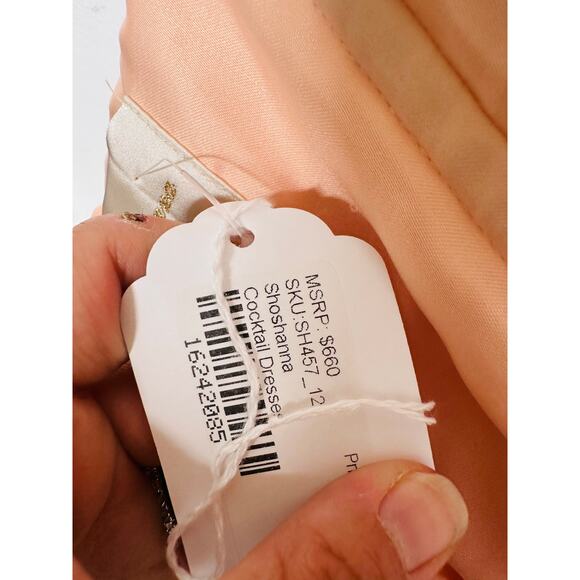 MSRP: $660
SKU:SH457_12
Shoshanna
Cocktail Dresses
16242085